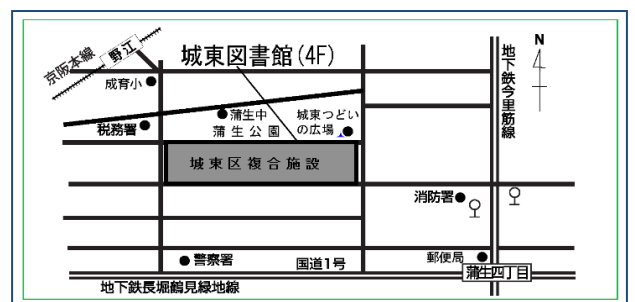 京阪本線
野江
城東図書館(4F)
N
成育小
地下鉄今里筋線
蒲生中
城東つどい
の広場
税務署
蒲生公園
城東区複合施設
消防署
警察署
国道1号
郵便局
蒲生四丁目
地下鉄長堀鶴見緑地線